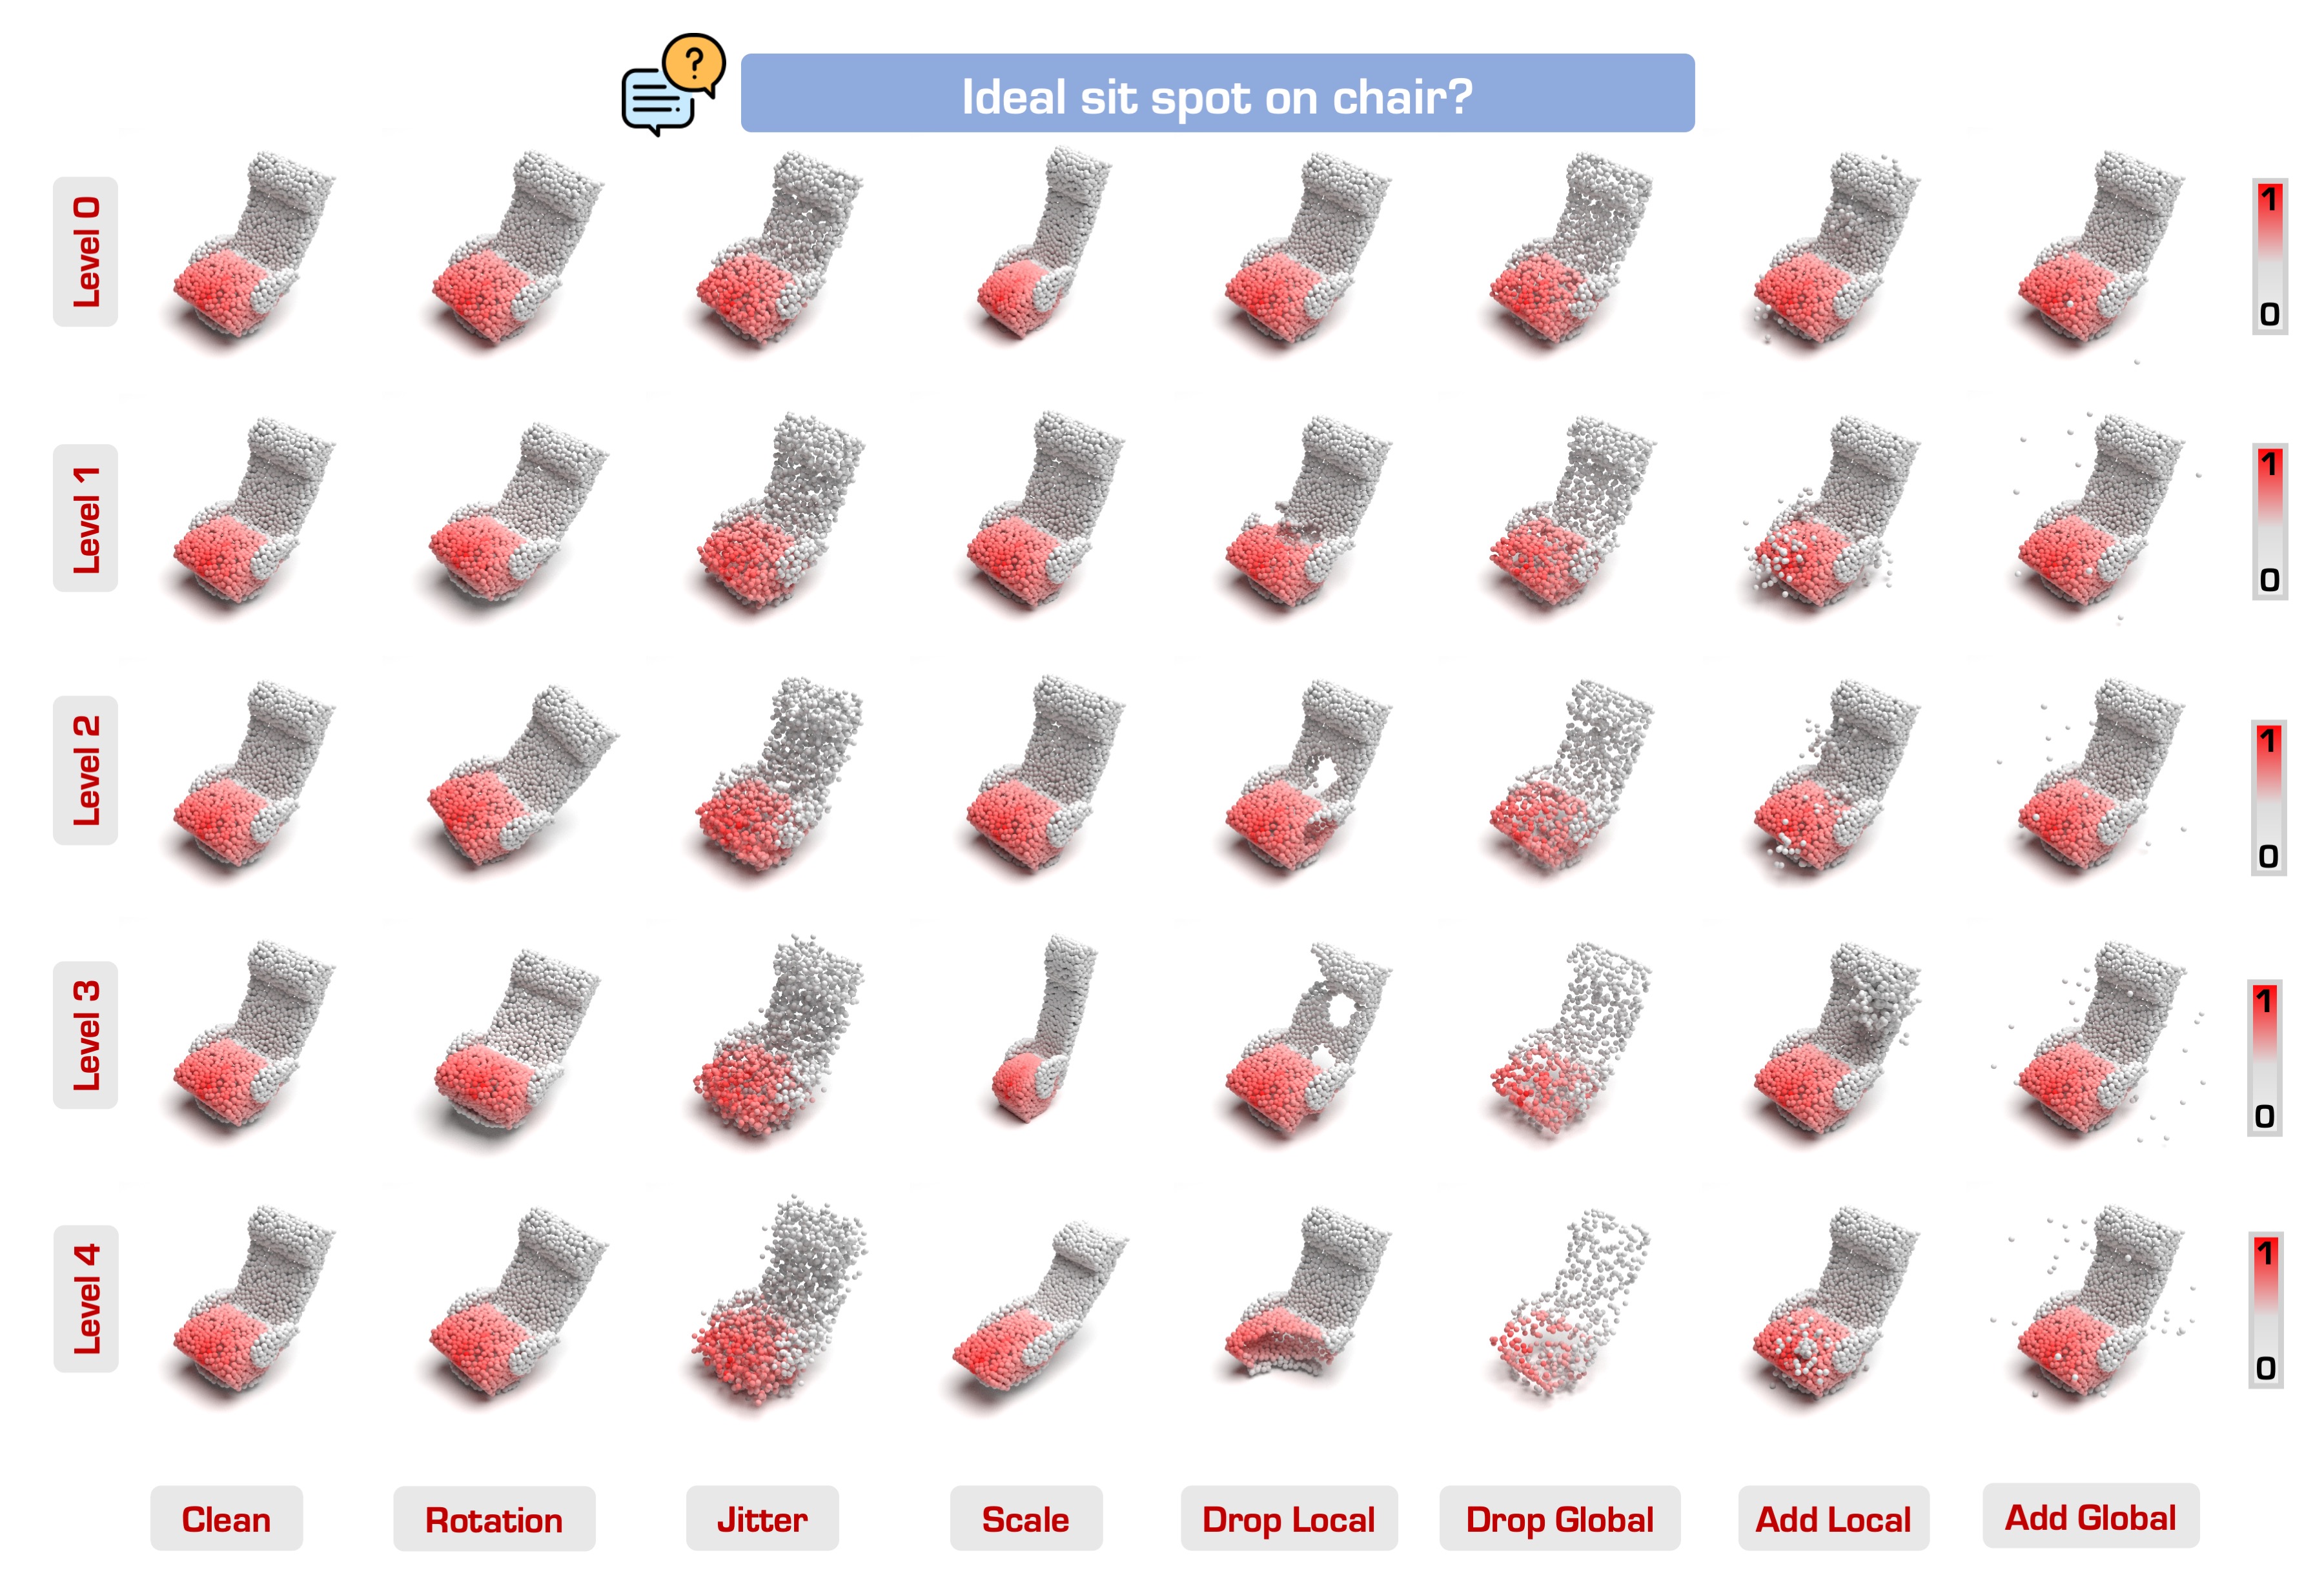 ?
Ideal sit spot on chair?
Level 0
1
0
Level 1
1
0
Level 2
1
0
Level 3
1
0
Level 4
1
0
Clean
Rotation
Jitter
Scale
Drop Local
Drop Global
Add Local
Add Global